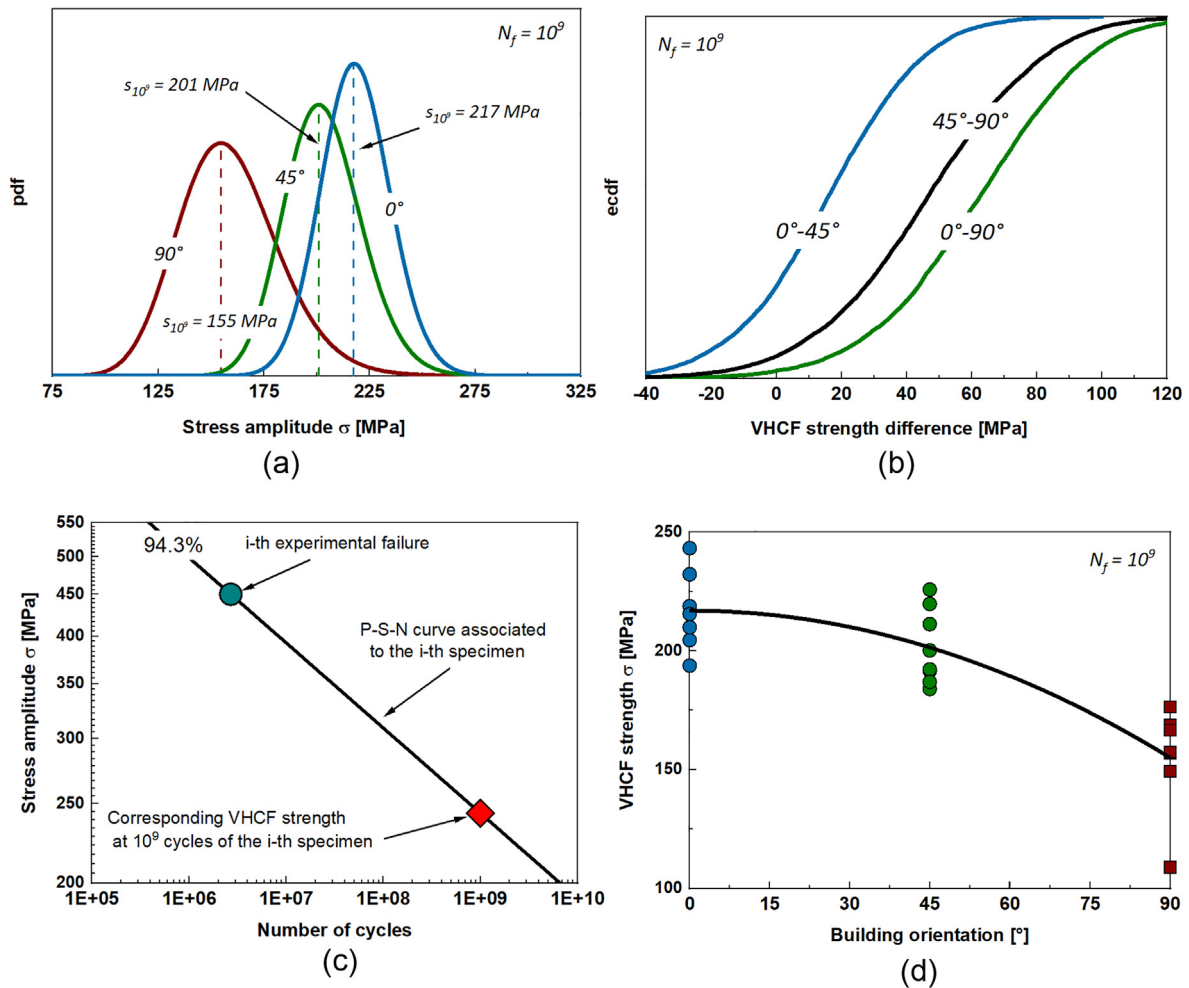 N_f = 10^9
s_10^9 = 201 MPa
s_10^9 = 217 MPa
45°
0°
90°
s_10^9 = 155 MPa
pdf
75 125 175 225 275 325
Stress amplitude σ [MPa]
(a)
N_f = 10^9
45°-90°
0°-45°
0°-90°
ecdf
-40 -20 0 20 40 60 80 100 120
VHCF strength difference [MPa]
(b)
550
500
450
400
350
300
250
200
94.3%
i-th experimental failure
P-S-N curve associated
to the i-th specimen
Corresponding VHCF strength
at 10^9 cycles of the i-th specimen
Stress amplitude σ [MPa]
1E+05 1E+06 1E+07 1E+08 1E+09 1E+10
Number of cycles
(c)
250
200
150
100
N_f = 10^9
VHCF strength σ [MPa]
0 15 30 45 60 75 90
Building orientation [°]
(d)